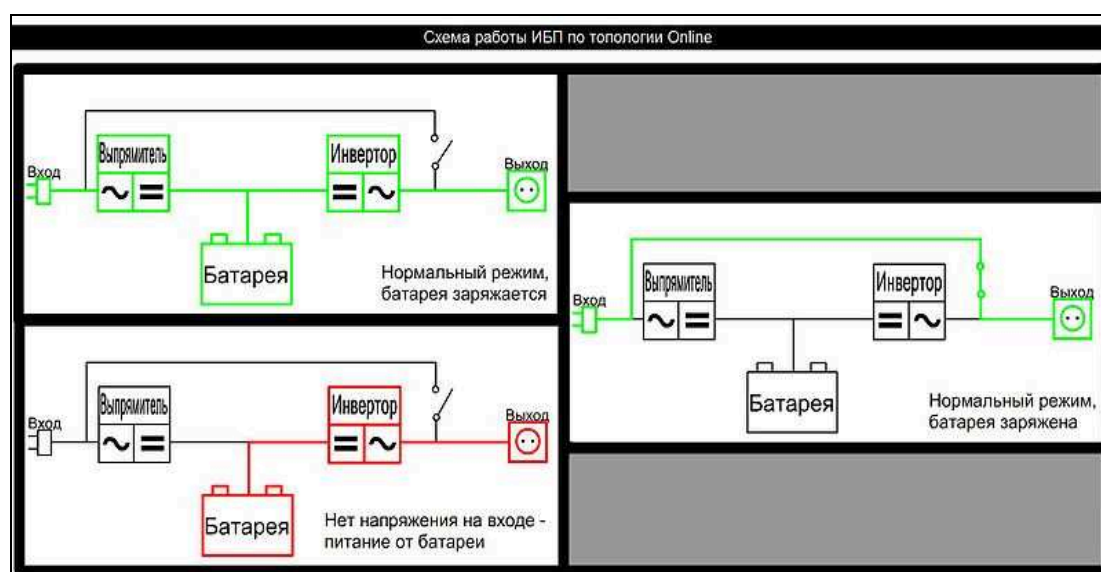 Схема работы ИБП по топологии Online
Выпрямитель
Инвертор
Вход
Выход
Батарея
Нормальный режим,
батарея заряжается
Выпрямитель
Инвертор
Вход
Выход
Батарея
Нет напряжения на входе -
питание от батареи
Выпрямитель
Инвертор
Вход
Выход
Батарея
Нормальный режим,
батарея заряжена